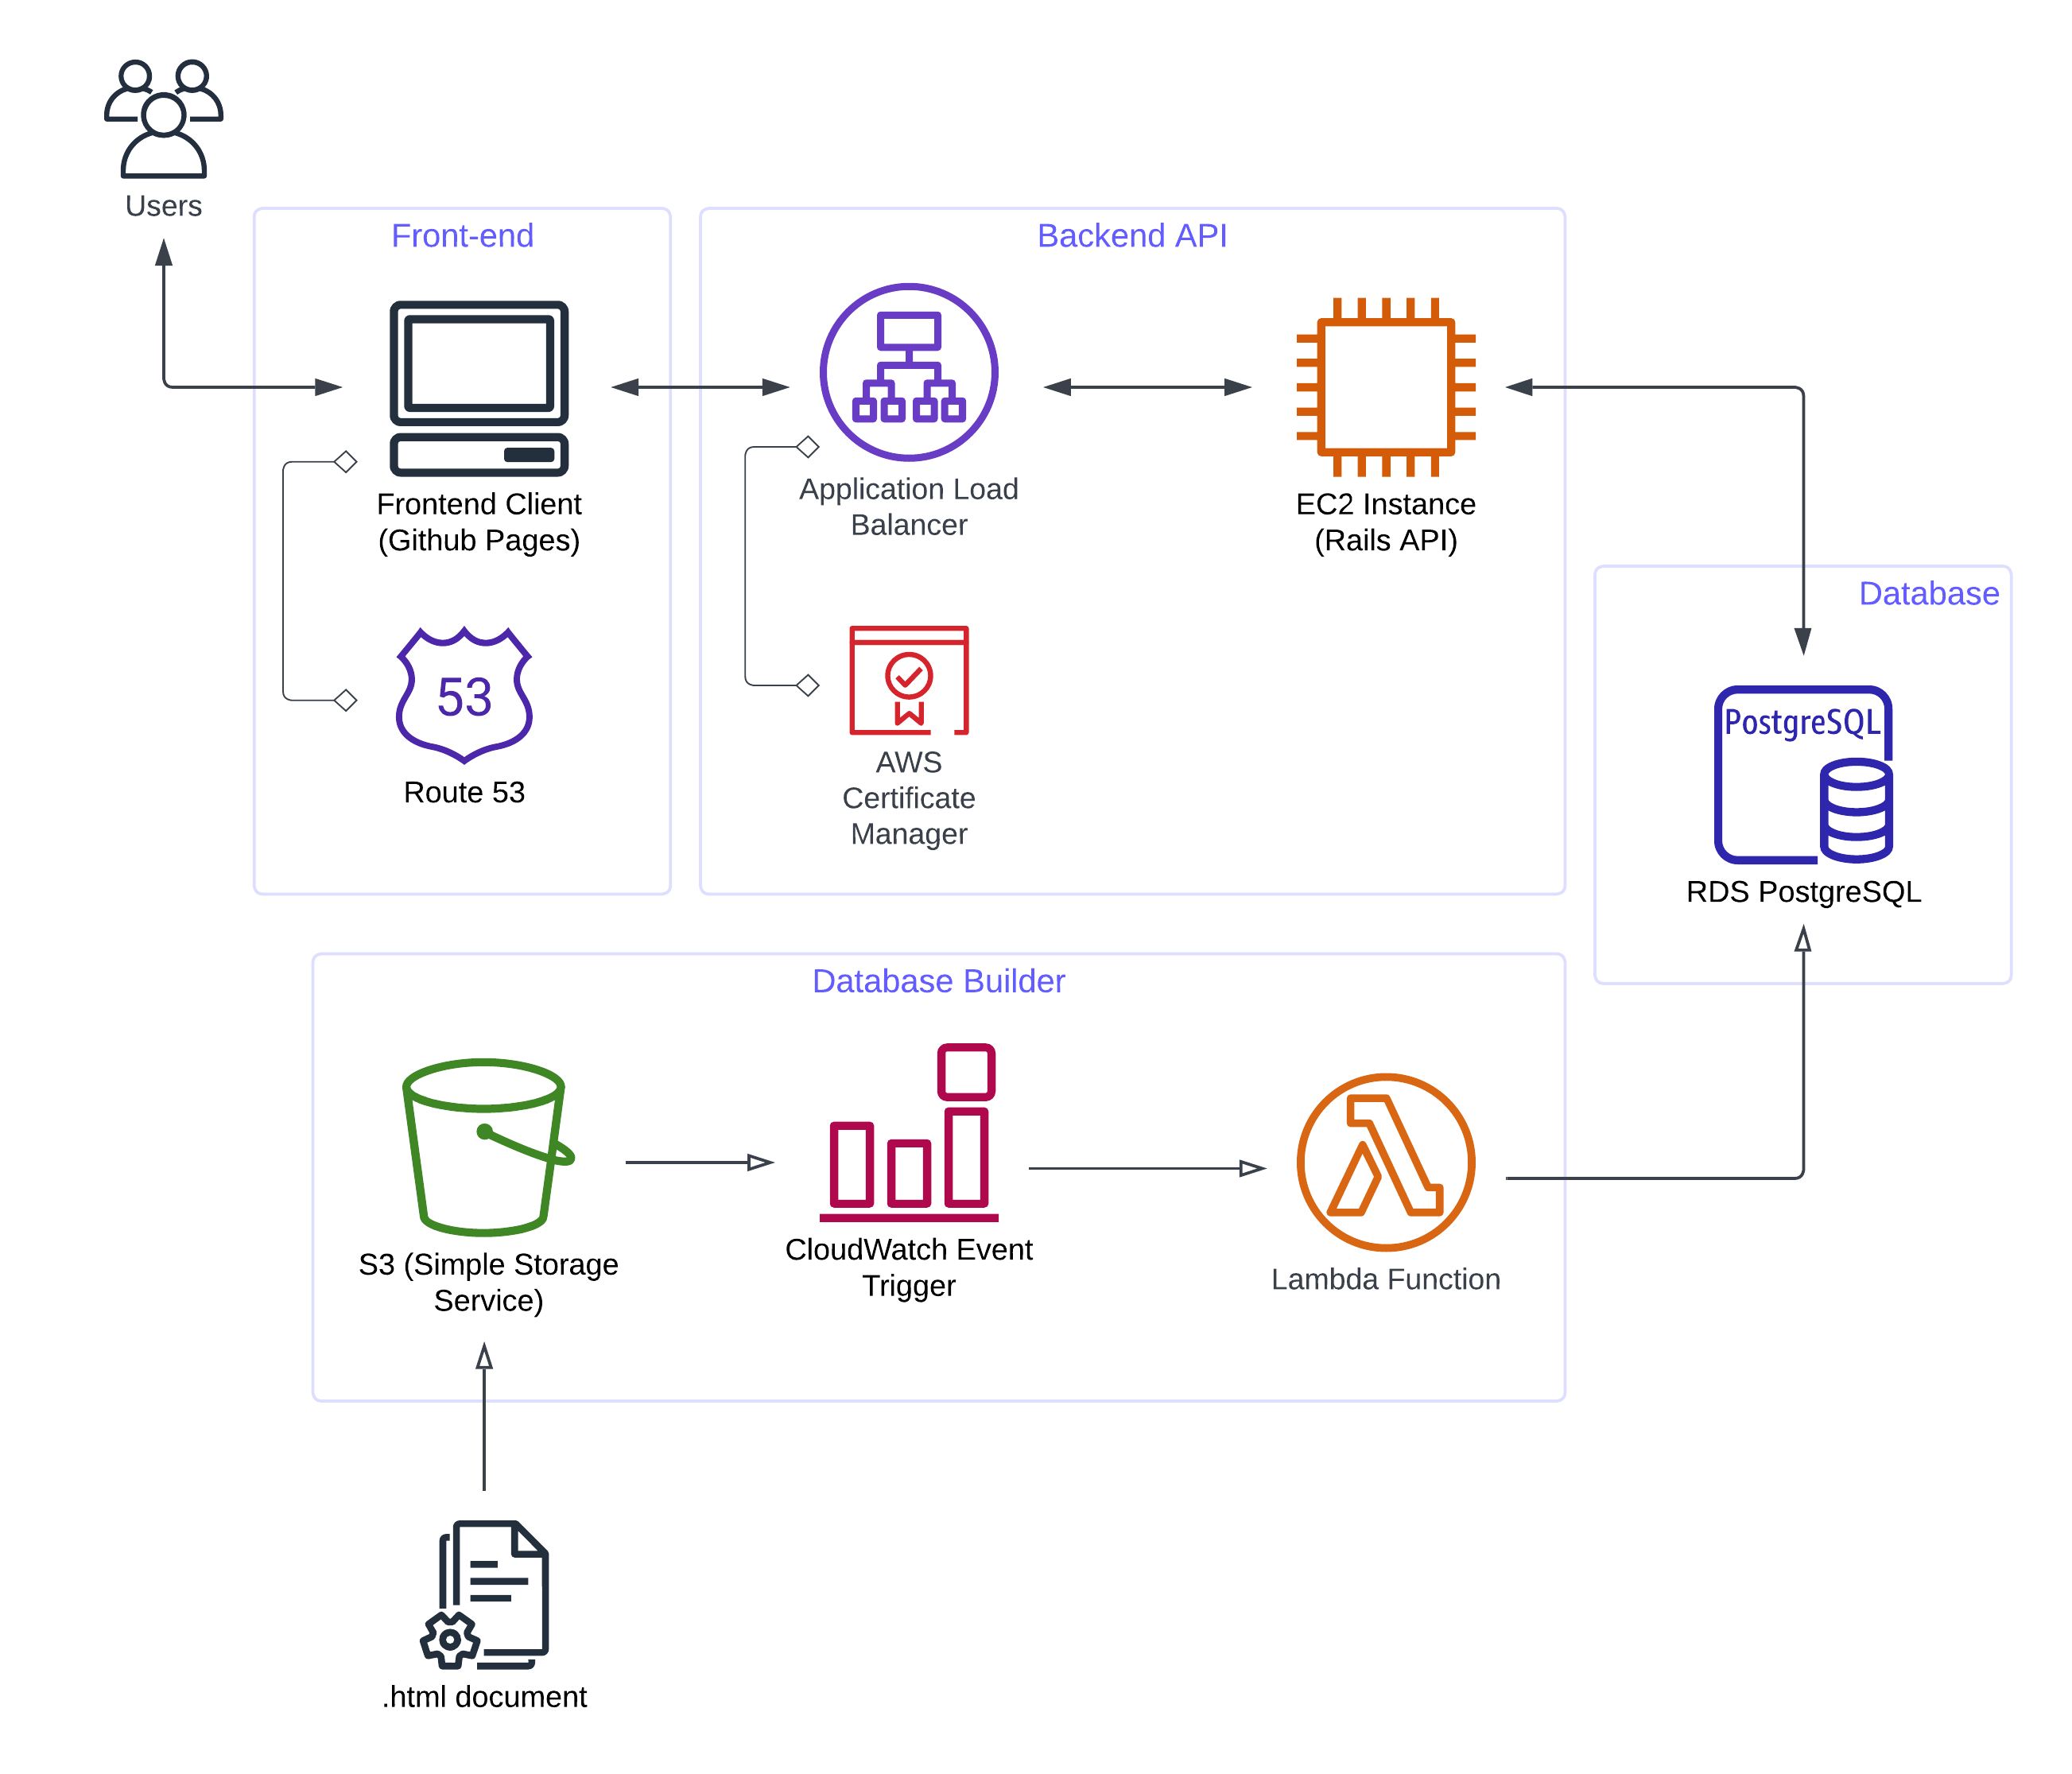 Users
Front-end
Frontend Client
(Github Pages)
53
Route 53
Backend API
Application Load
Balancer
EC2 Instance
(Rails API)
AWS
Certificate
Manager
Database
PostgreSQL
RDS PostgreSQL
Database Builder
S3 (Simple Storage
Service)
CloudWatch Event
Trigger
Lambda Function
.html document